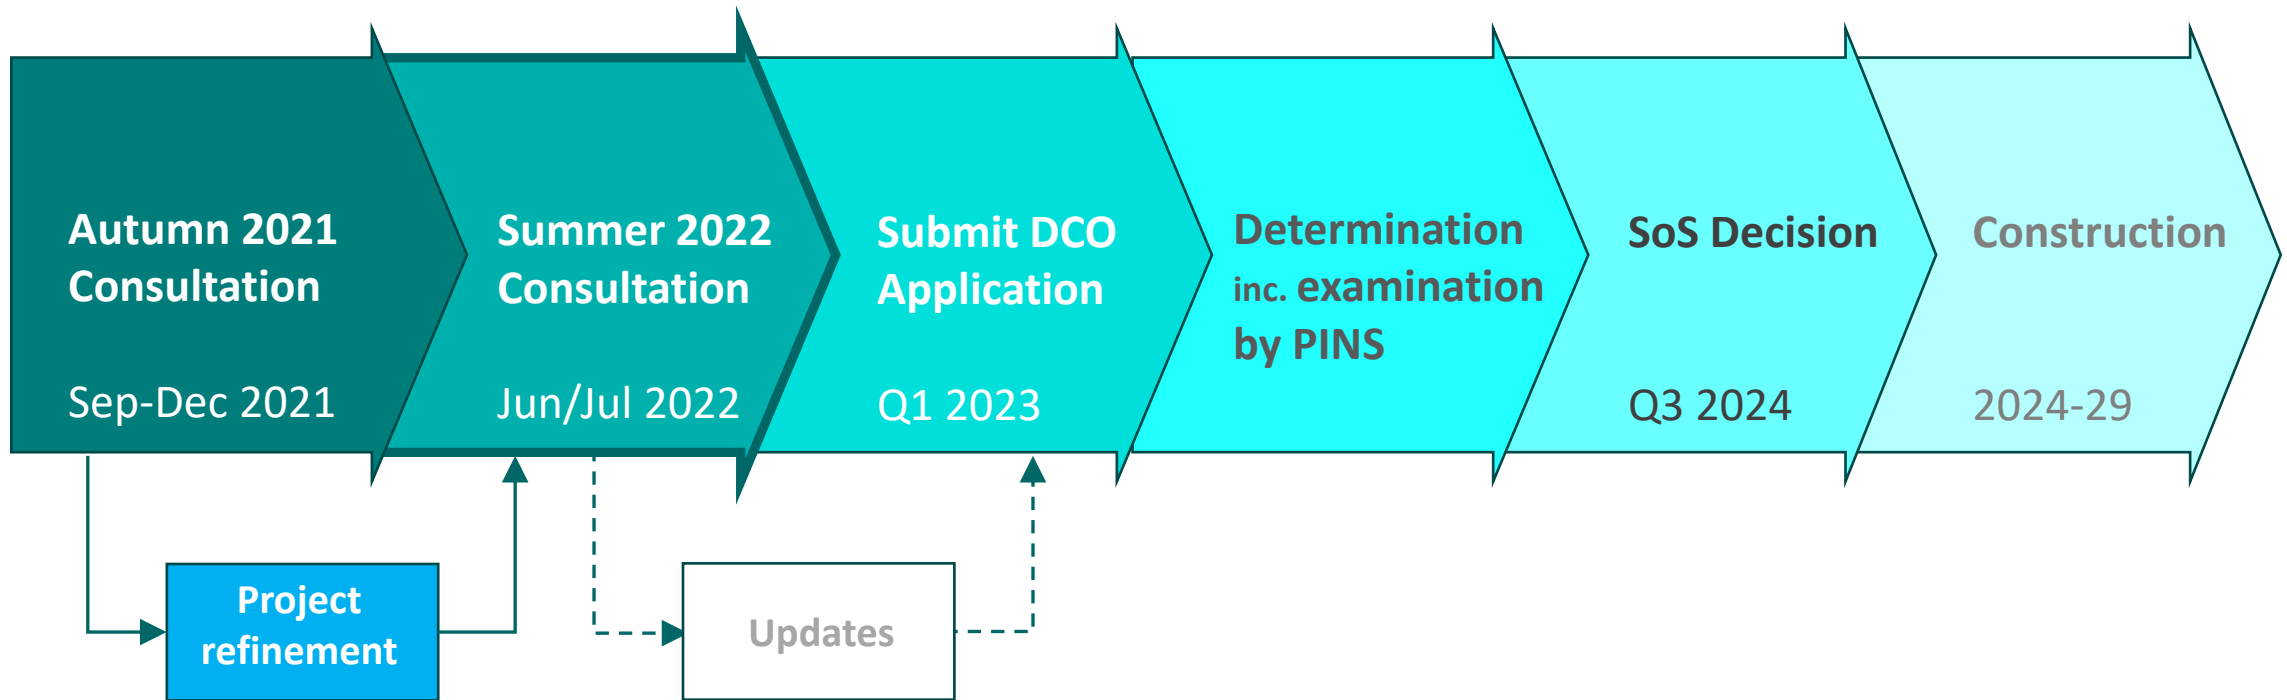 Autumn 2021
Consultation
Sep-Dec 2021
Summer 2022
Consultation
Jun/Jul 2022
Submit DCO
Application
Q1 2023
Determination
inc. examination
by PINS
SoS Decision
Q3 2024
Construction
2024-29
Project
refinement
Updates